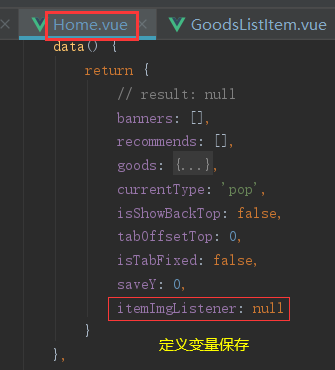 Home.vue × GoodsListItem.vue
data() {
return {
// result: null
banners: [],
recommends: [],
goods: {...},
currentType: 'pop',
isShowBackTop: false,
tabOffsetTop: 0,
isTabFixed: false,
saveY: 0,
itemImgListener: null
}
},
定义变量保存